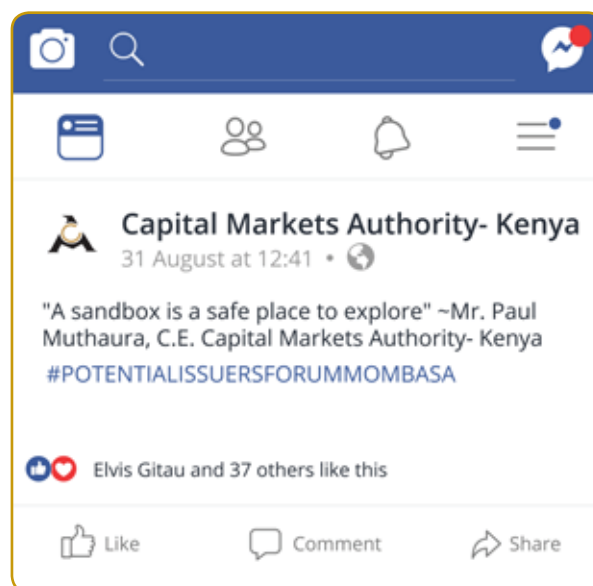 Capital Markets Authority- Kenya
31 August at 12:41 •
"A sandbox is a safe place to explore" ~Mr. Paul
Muthaura, C.E. Capital Markets Authority- Kenya
#POTENTIALISSUERSFORUMMOMBASA
Elvis Gitau and 37 others like this
Like Comment Share